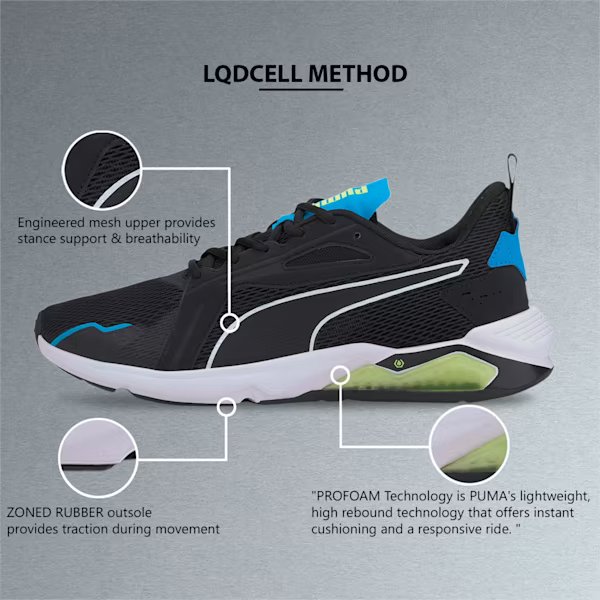 LQDCELL METHOD
puma
Engineered mesh upper provides
stance support & breathability
ZONED RUBBER outsole
provides traction during movement
"PROFOAM Technology is PUMA's lightweight,
high rebound technology that offers instant
cushioning and a responsive ride. "